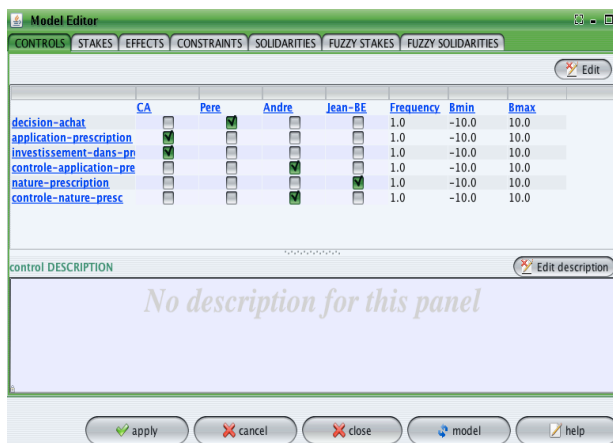 Model Editor
CONTROLS STAKES EFFECTS CONSTRAINTS SOLIDARITIES FUZZY STAKES FUZZY SOLIDARITIES
Edit
CA Pere Andre Jean-BE Frequency Bmin Bmax
decision-achat 1.0 -10.0 10.0
application-prescription 1.0 -10.0 10.0
investissement-dans-pr 1.0 -10.0 10.0
controle-application-pre 1.0 -10.0 10.0
nature-prescription 1.0 -10.0 10.0
controle-nature-presc 1.0 -10.0 10.0
control DESCRIPTION Edit description
No description for this panel
apply cancel close model help